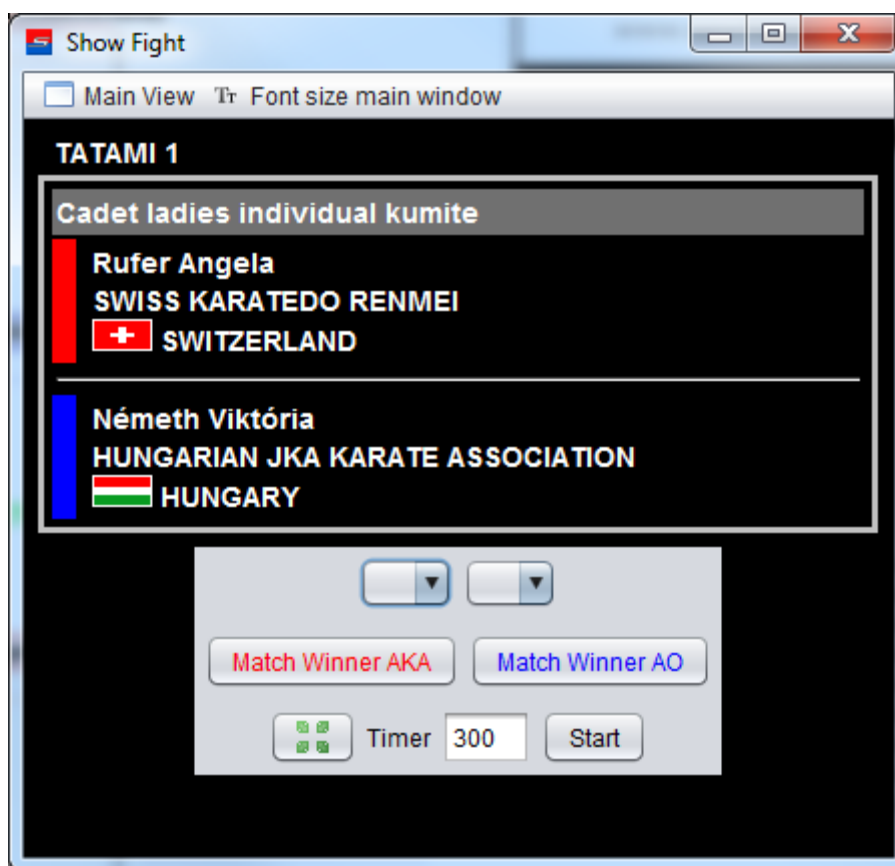 Show Fight
Main View Tr Font size main window
TATAMI 1
Cadet ladies individual kumite
Rufer Angela
SWISS KARATEDO RENMEI
SWITZERLAND
Németh Viktória
HUNGARIAN JKA KARATE ASSOCIATION
HUNGARY
Match Winner AKA Match Winner AO
Timer 300 Start